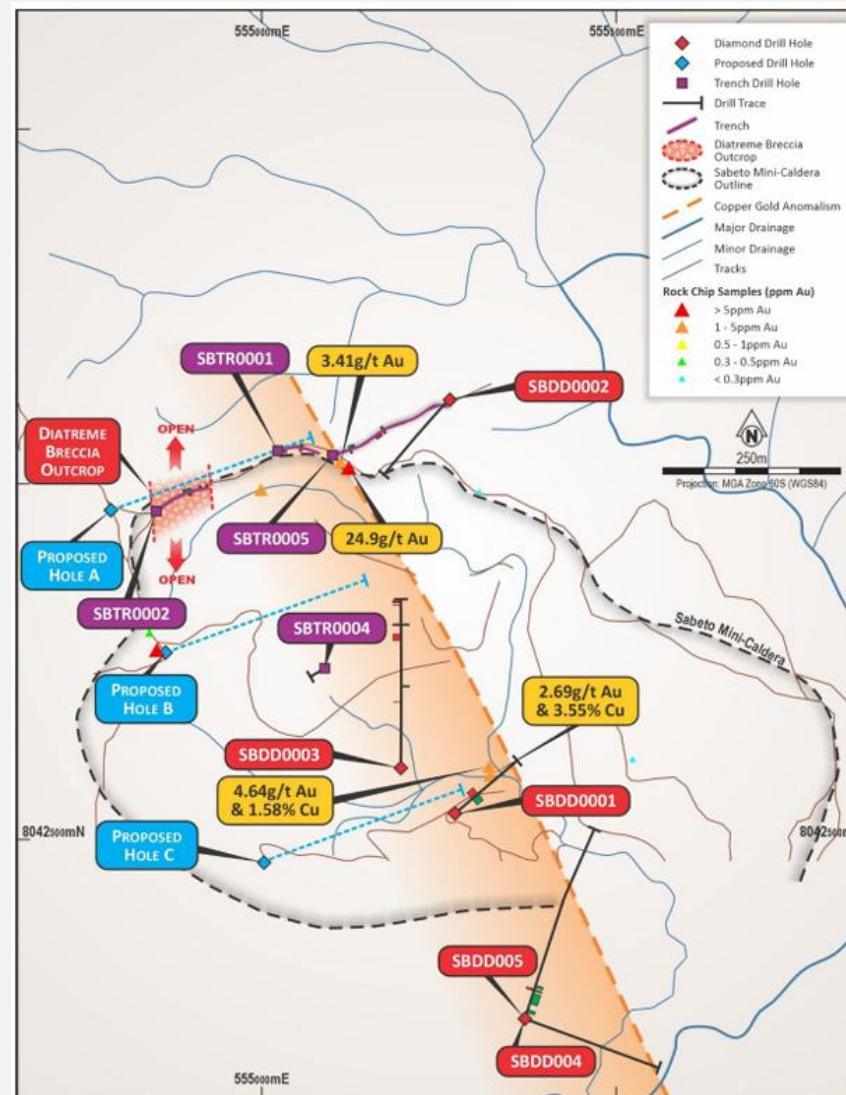 555000mE
555500mE
Diamond Drill Hole
Proposed Drill Hole
Trench Drill Hole
Drill Trace
Trench
Diatreme Breccia
Outcrop
Sabeto Mini-Caldera
Outline
Copper Gold Anomalism
Major Drainage
Minor Drainage
Tracks
Rock Chip Samples (ppm Au)
> 5ppm Au
1 - 5ppm Au
0.5 - 1ppm Au
0.3 - 0.5ppm Au
< 0.3ppm Au
N
250m
Projection: MGA Zone 60S (WGS84)
SBTR0001
3.41g/t Au
SBDD0002
DIATREME
BRECCIA
OUTCROP
OPEN
OPEN
PROPOSED
HOLE A
SBTR0005
24.9g/t Au
SBTR0002
SBTR0004
Sabeto Mini-Caldera
PROPOSED
HOLE B
2.69g/t Au
& 3.55% Cu
SBDD0003
4.64g/t Au
& 1.58% Cu
SBDD0001
8042500mN
8042500mN
PROPOSED
HOLE C
SBDD005
SBDD004
555000mE